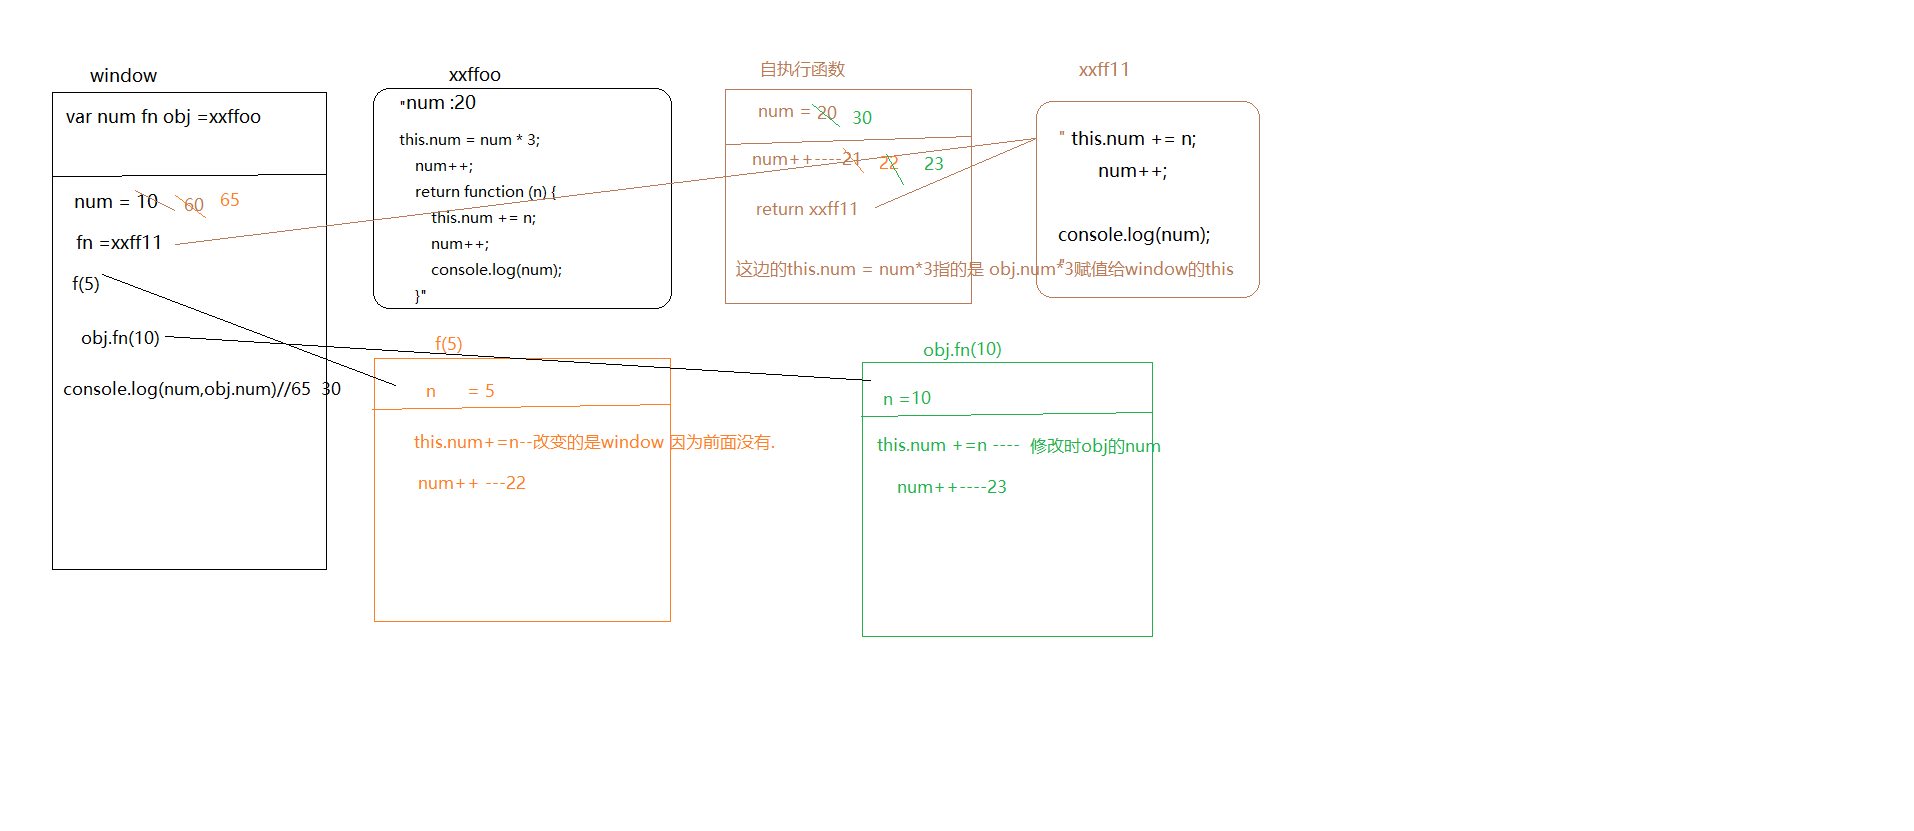 window
var num fn obj =xxffoo
num = 10 60 65
fn =xxff11
f(5)
obj.fn(10)
console.log(num,obj.num)//65 30
xxffoo
"num :20
this.num = num * 3;
num++;
return function (n) {
this.num += n;
num++;
console.log(num);
}"
自执行函数
num = 20 30
num++----21 22 23
return xxff11
这边的this.num = num*3指的是 obj.num*3赋值给window的this
xxff11
" this.num += n;
num++;
console.log(num);
"
f(5)
n = 5
this.num+=n--改变的是window 因为前面没有.
num++ ---22
obj.fn(10)
n =10
this.num +=n ---- 修改时obj的num
num++----23